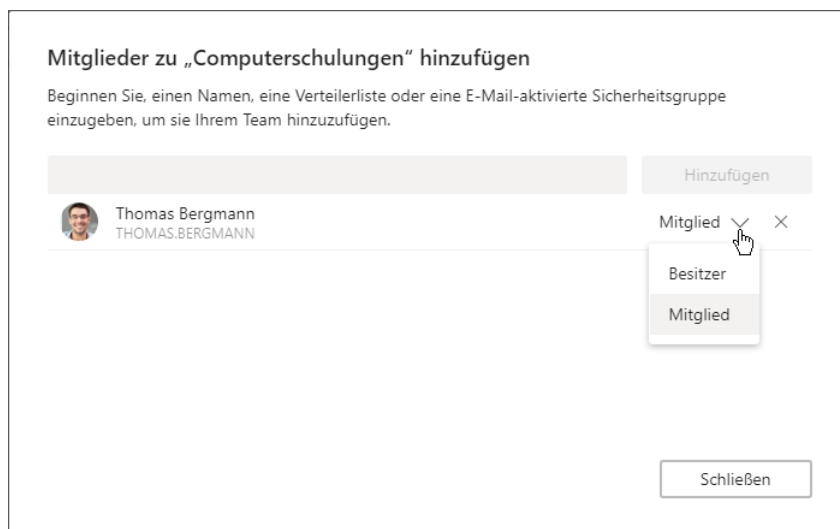 Mitglieder zu „Computerschulungen“ hinzufügen
Beginnen Sie, einen Namen, eine Verteilerliste oder eine E-Mail-aktivierte Sicherheitsgruppe
einzugeben, um sie Ihrem Team hinzuzufügen.
Hinzufügen
Thomas Bergmann
THOMAS.BERGMANN
Mitglied
Besitzer
Mitglied
Schließen